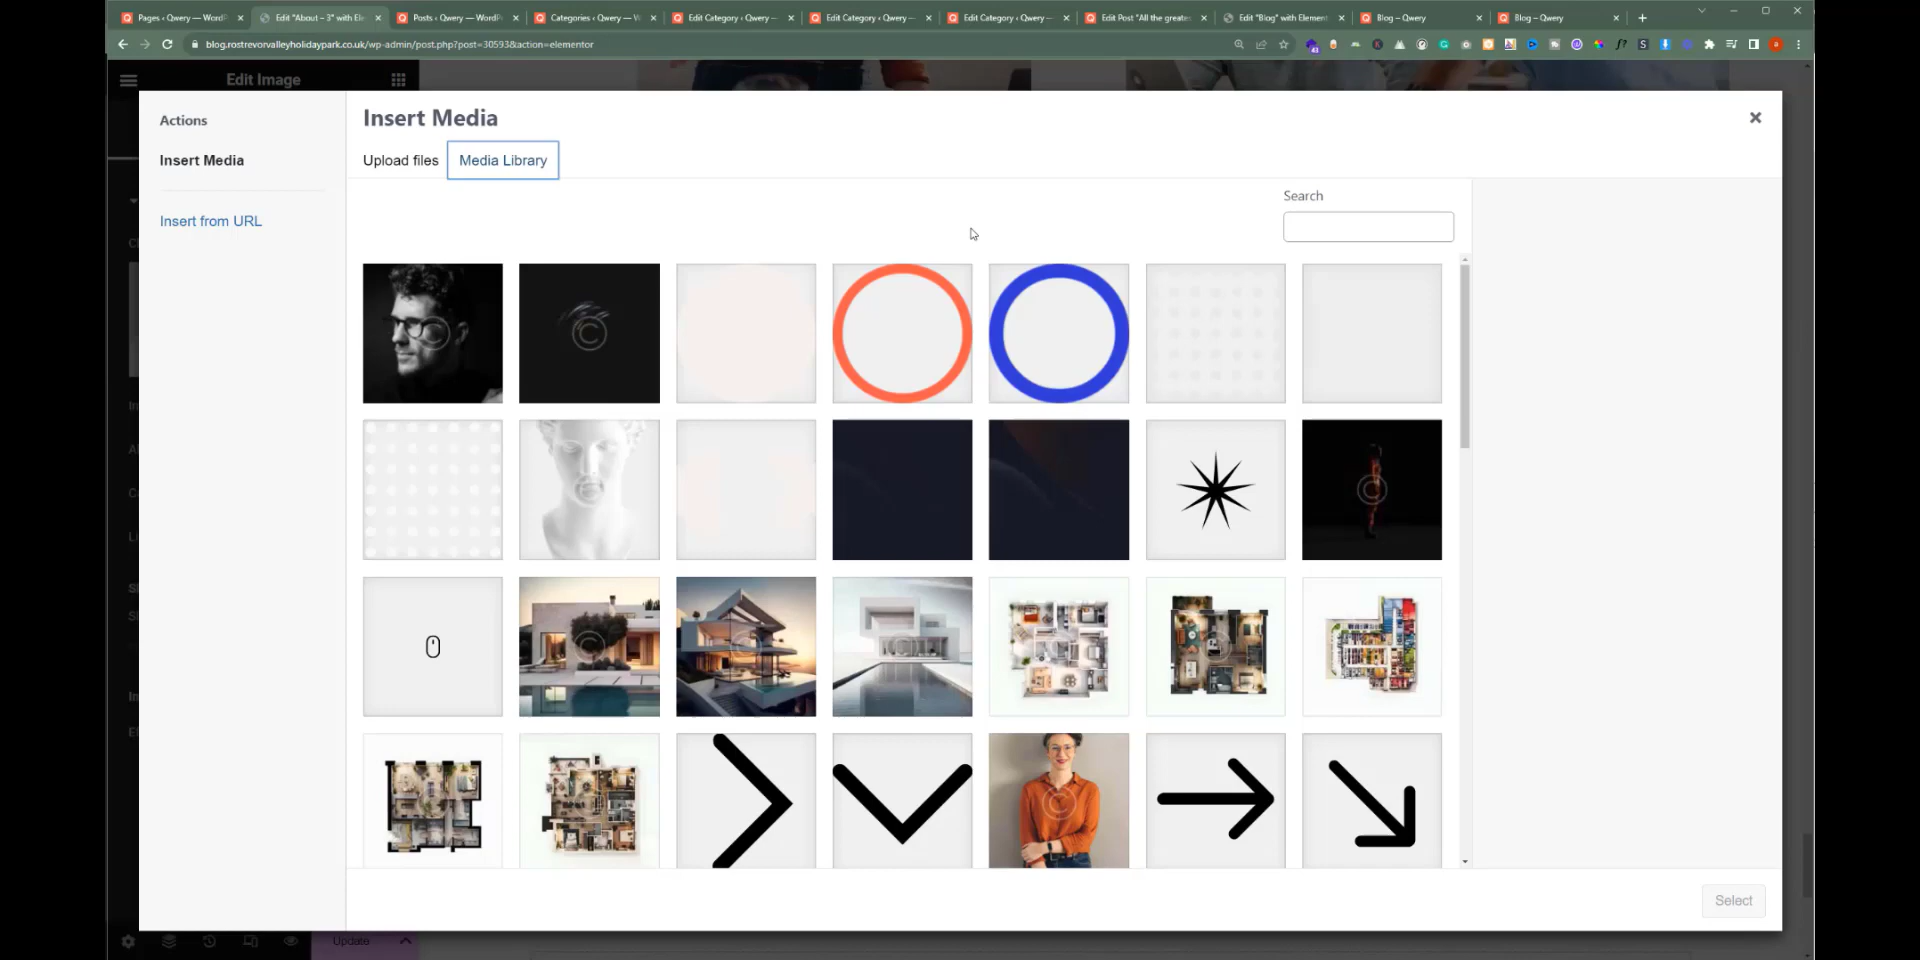 Pages ‹ Qwery — WordP
Edit "About – 3" with Ele
Posts ‹ Qwery — WordPr
Categories ‹ Qwery — W
Edit Category ‹ Qwery —
Edit Category ‹ Qwery —
Edit Category ‹ Qwery —
Edit Post "All the greates
Edit "Blog" with Element
Blog – Qwery
Blog – Qwery
blog.rostrevorvalleyholidaypark.co.uk/wp-admin/post.php?post=30593&action=elementor
Edit Image
Actions
Insert Media
Insert from URL
Insert Media
Upload files
Media Library
Search
Select
Update